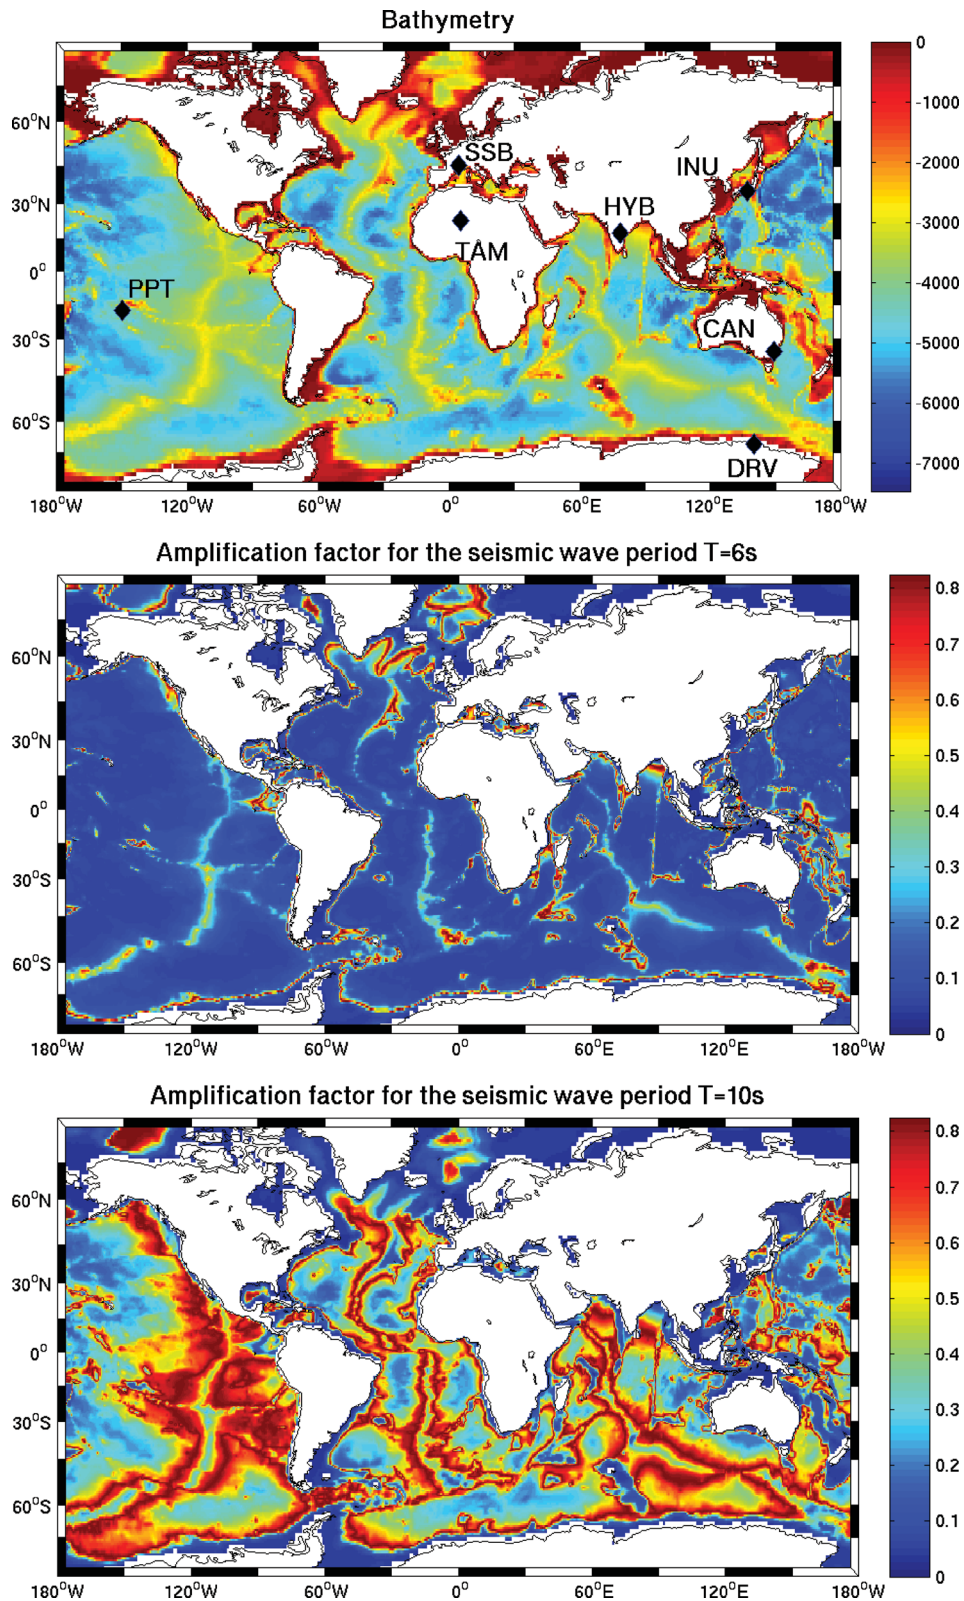 Bathymetry
60°N
30°N
0°
30°S
60°S
180°W
120°W
60°W
0°
60°E
120°E
180°W
SSB
INU
HYB
TAM
PPT
CAN
DRV
0
-1000
-2000
-3000
-4000
-5000
-6000
-7000
Amplification factor for the seismic wave period T=6s
60°N
30°N
0°
30°S
60°S
180°W
120°W
60°W
0°
60°E
120°E
180°W
0.8
0.7
0.6
0.5
0.4
0.3
0.2
0.1
0
Amplification factor for the seismic wave period T=10s
60°N
30°N
0°
30°S
60°S
180°W
120°W
60°W
0°
60°E
120°E
180°W
0.8
0.7
0.6
0.5
0.4
0.3
0.2
0.1
0